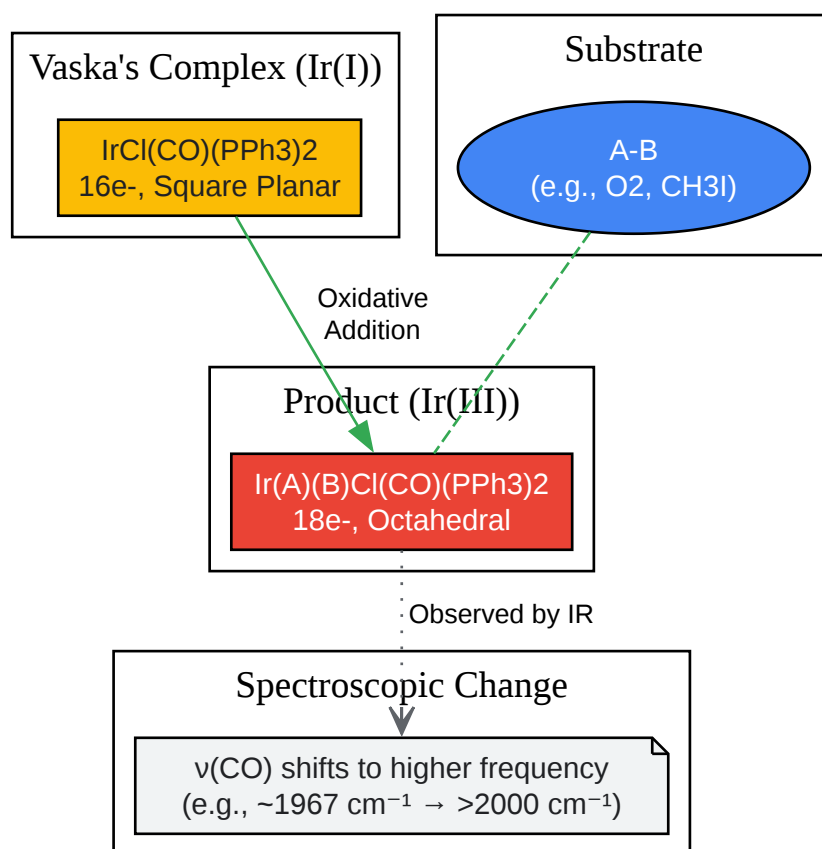 Vaska's Complex (Ir(I))
IrCl(CO)(PPh3)2
16e-, Square Planar
Substrate
A-B
(e.g., O2, CH3I)
Oxidative
Addition
Product (Ir(III))
Ir(A)(B)Cl(CO)(PPh3)2
18e-, Octahedral
Observed by IR
Spectroscopic Change
ν(CO) shifts to higher frequency
(e.g., ~1967 cm⁻¹ → >2000 cm⁻¹)